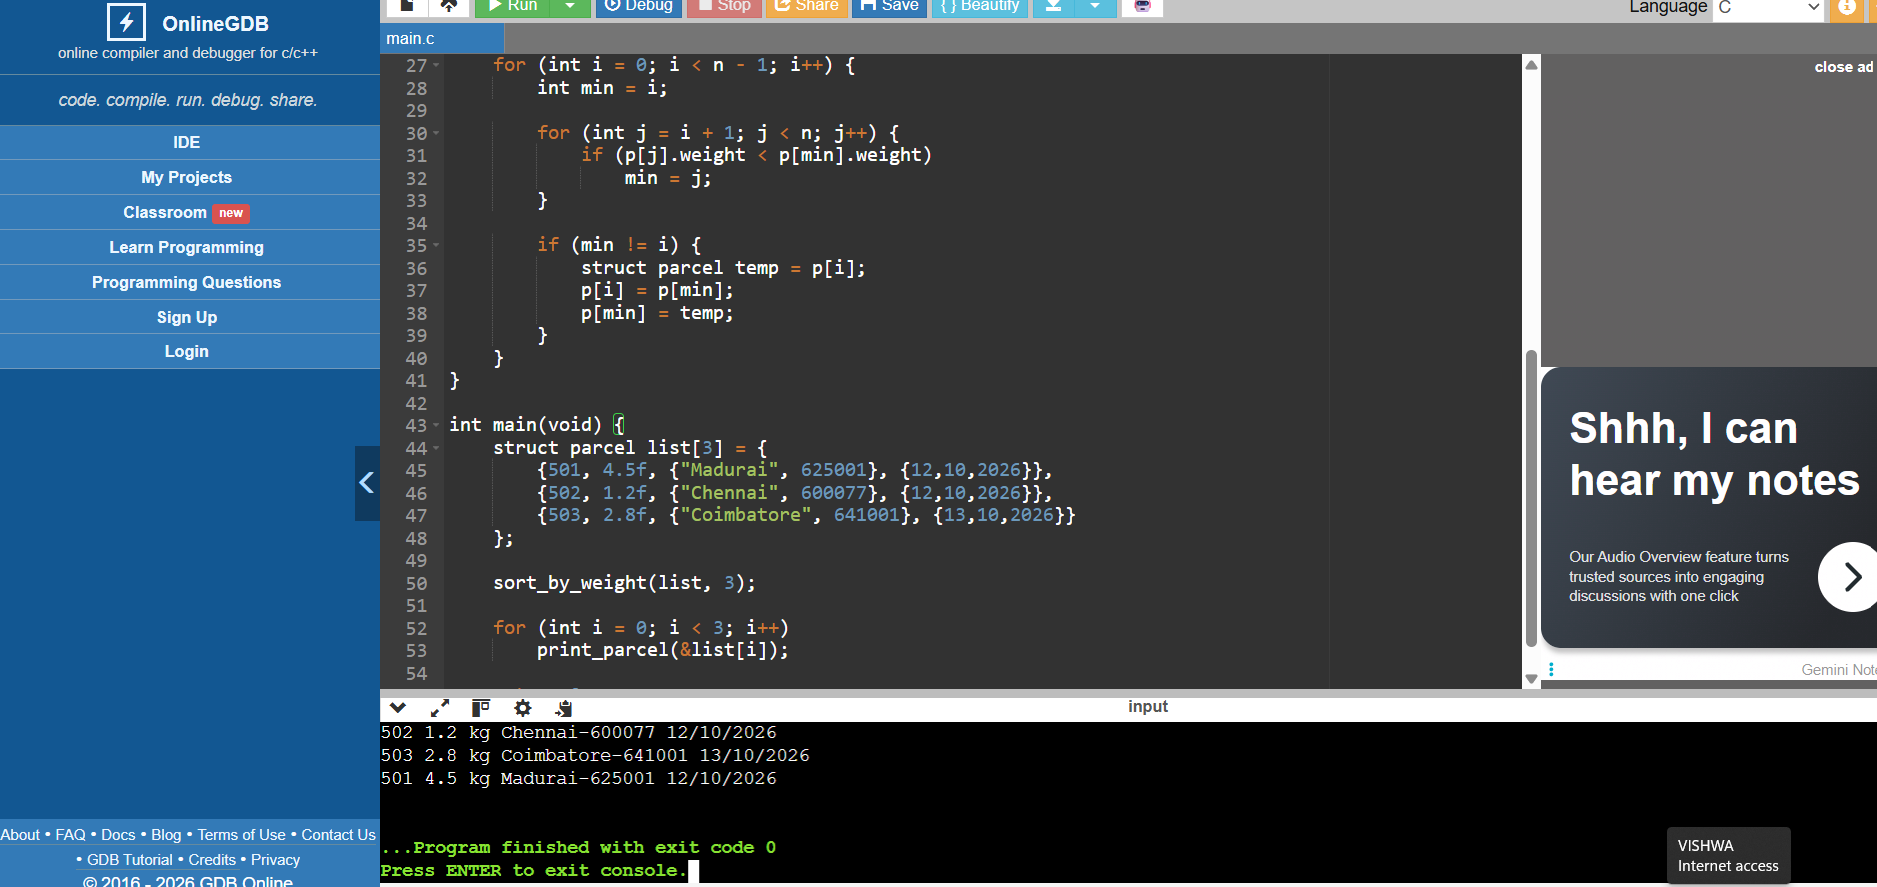 OnlineGDB
online compiler and debugger for c/c++
code. compile. run. debug. share.
IDE
My Projects
Classroom new
Learn Programming
Programming Questions
Sign Up
Login
About • FAQ • Docs • Blog • Terms of Use • Contact Us
• GDB Tutorial • Credits • Privacy
© 2016 - 2026 GDB Online
Run Debug Stop Share Save {} Beautify
Language C
main.c
27 for (int i = 0; i < n - 1; i++) {
28 int min = i;
29
30 for (int j = i + 1; j < n; j++) {
31 if (p[j].weight < p[min].weight)
32 min = j;
33 }
34
35 if (min != i) {
36 struct parcel temp = p[i];
37 p[i] = p[min];
38 p[min] = temp;
39 }
40 }
41 }
42
43 int main(void) {
44 struct parcel list[3] = {
45 {501, 4.5f, {"Madurai", 625001}, {12,10,2026}},
46 {502, 1.2f, {"Chennai", 600077}, {12,10,2026}},
47 {503, 2.8f, {"Coimbatore", 641001}, {13,10,2026}}
48 };
49
50 sort_by_weight(list, 3);
51
52 for (int i = 0; i < 3; i++)
53 print_parcel(&list[i]);
54
close ad
Shhh, I can
hear my notes
Our Audio Overview feature turns
trusted sources into engaging
discussions with one click
Gemini
input
502 1.2 kg Chennai-600077 12/10/2026
503 2.8 kg Coimbatore-641001 13/10/2026
501 4.5 kg Madurai-625001 12/10/2026
...Program finished with exit code 0
Press ENTER to exit console.
VISHWA
Internet access